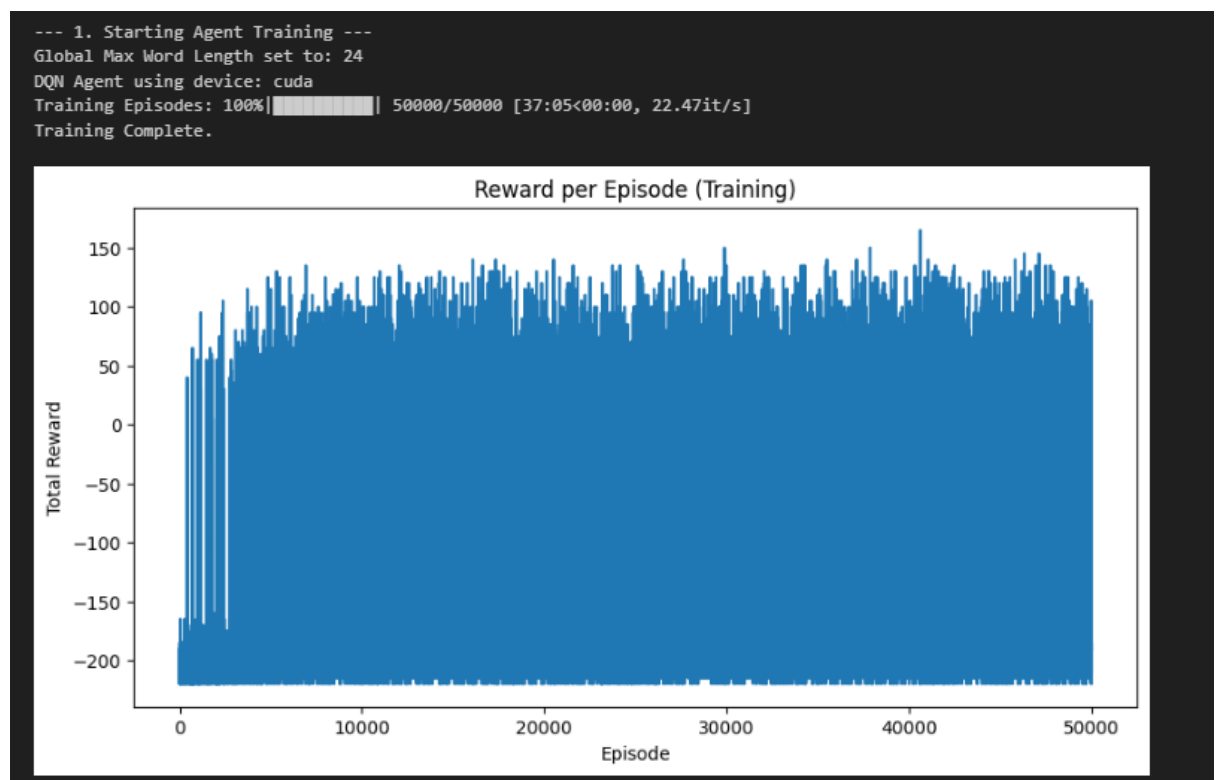 --- 1. Starting Agent Training ---
Global Max Word Length set to: 24
DQN Agent using device: cuda
Training Episodes: 100%|██████████| 50000/50000 [37:05<00:00, 22.47it/s]
Training Complete.
Reward per Episode (Training)
Total Reward
150
100
50
0
−50
−100
−150
−200
0 10000 20000 30000 40000 50000
Episode